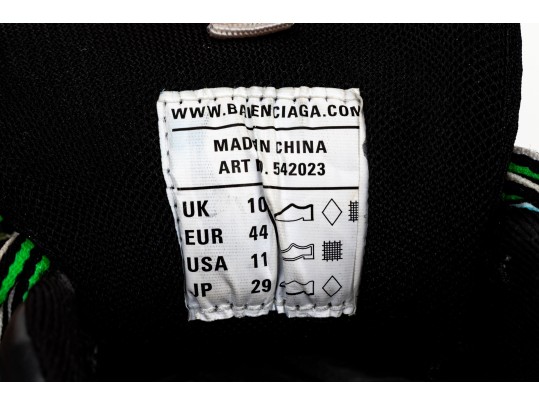 WWW.BALENCIAGA.COM
MADE IN CHINA
ART NO. 542023
UK 10
EUR 44
USA 11
JP 29